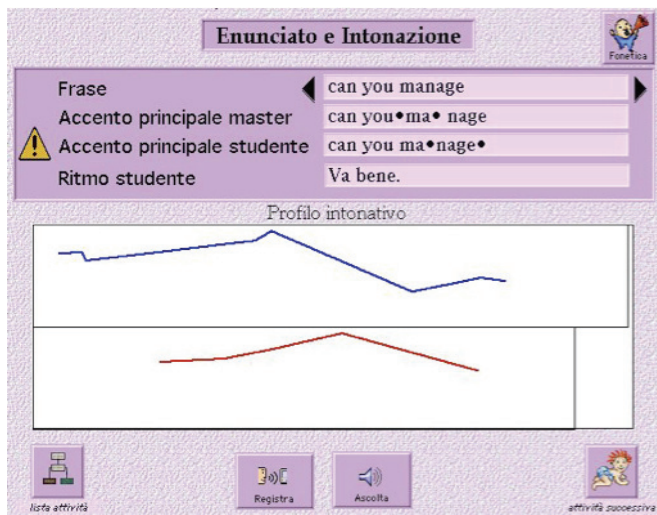 Enunciato e Intonazione
Fonetica
Frase can you manage
Accento principale master can you•ma• nage
Accento principale studente can you ma•nage•
Ritmo studente Va bene.
Profilo intonativo
lista attività
Registra
Ascolta
attività successiva